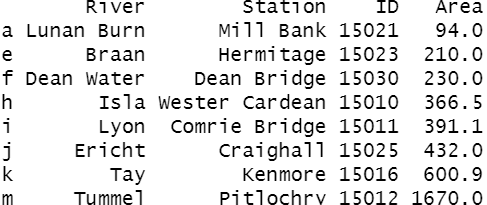 River Station ID Area
a Lunan Burn Mill Bank 15021 94.0
e Braan Hermitage 15023 210.0
f Dean Water Dean Bridge 15030 230.0
h Isla Wester Cardean 15010 366.5
i Lyon Comrie Bridge 15011 391.1
j Ericht Craighall 15025 432.0
k Tay Kenmore 15016 600.9
m Tummel Pitlochry 15012 1670.0